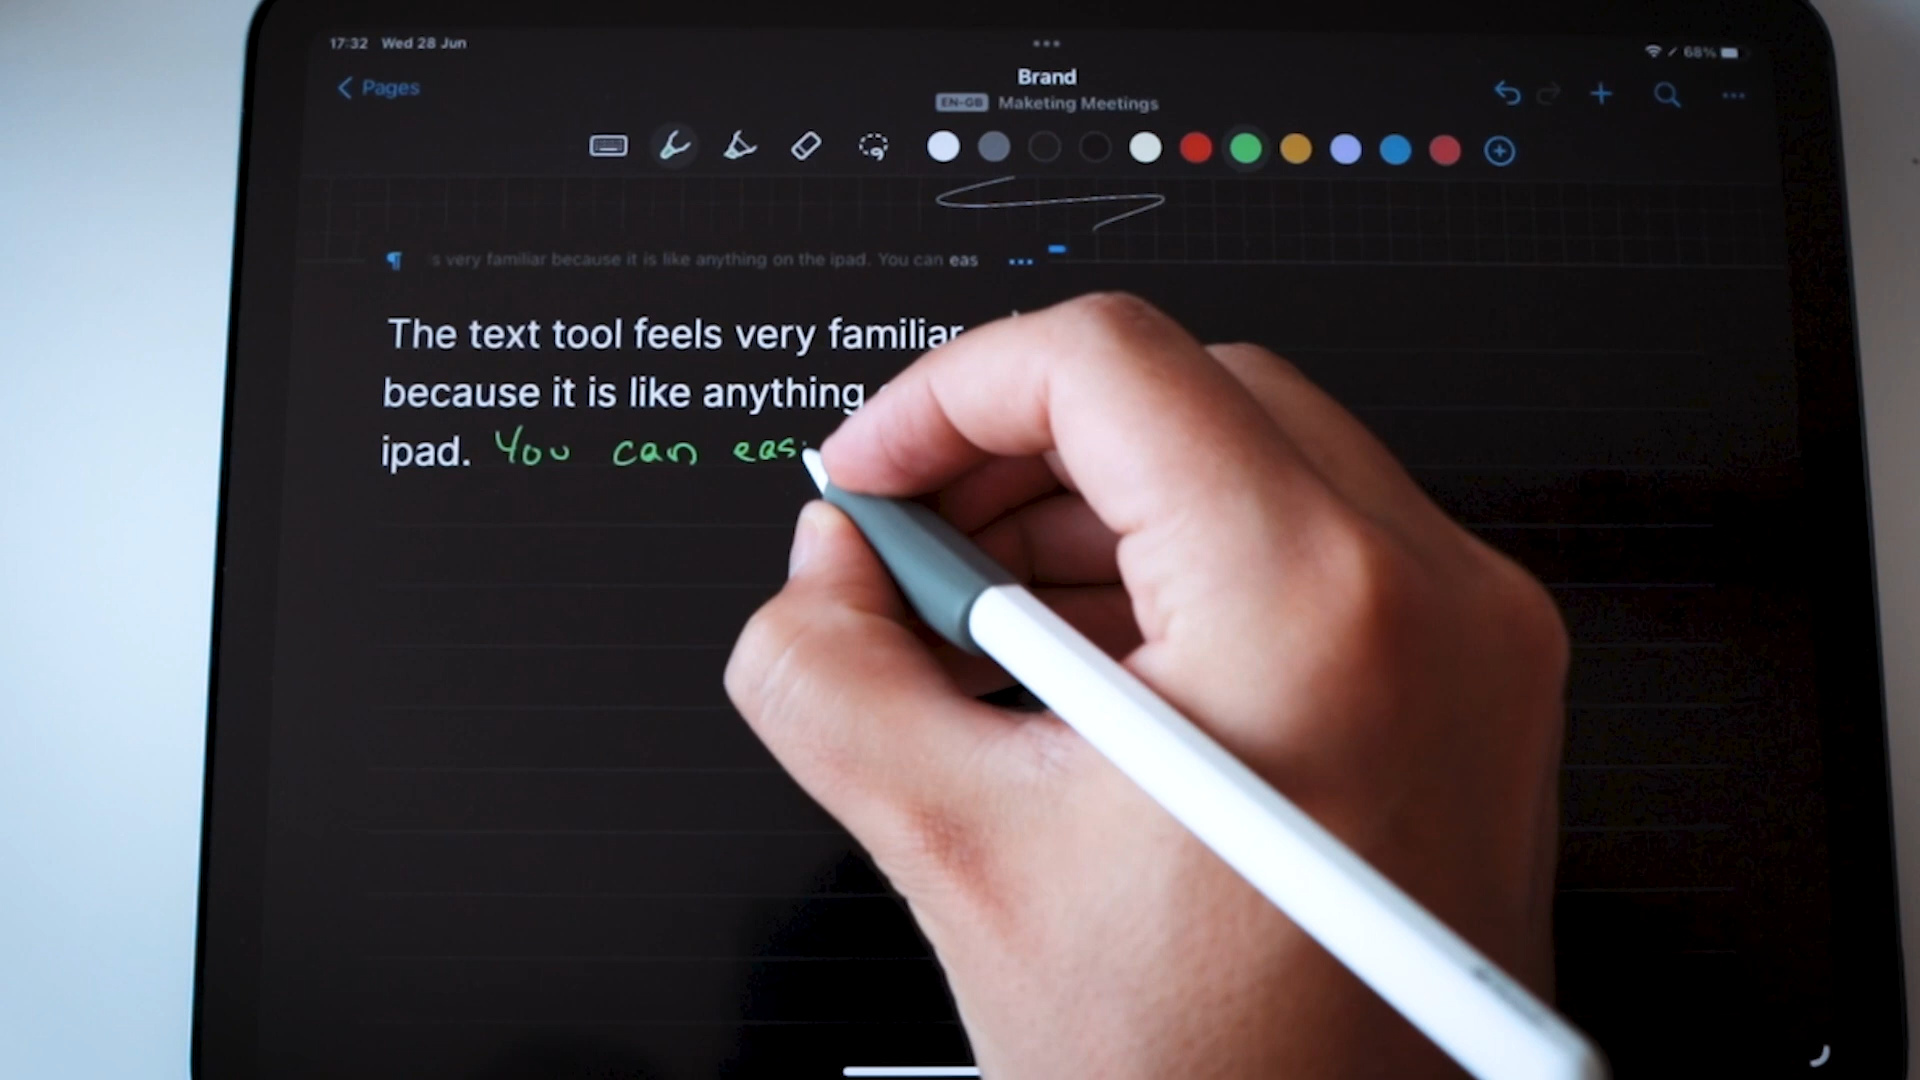 17:32 Wed 28 Jun
68%
Pages
Brand
EN-GB Maketing Meetings
s very familiar because it is like anything on the ipad. You can eas
The text tool feels very familiar
because it is like anything
ipad. You can eas